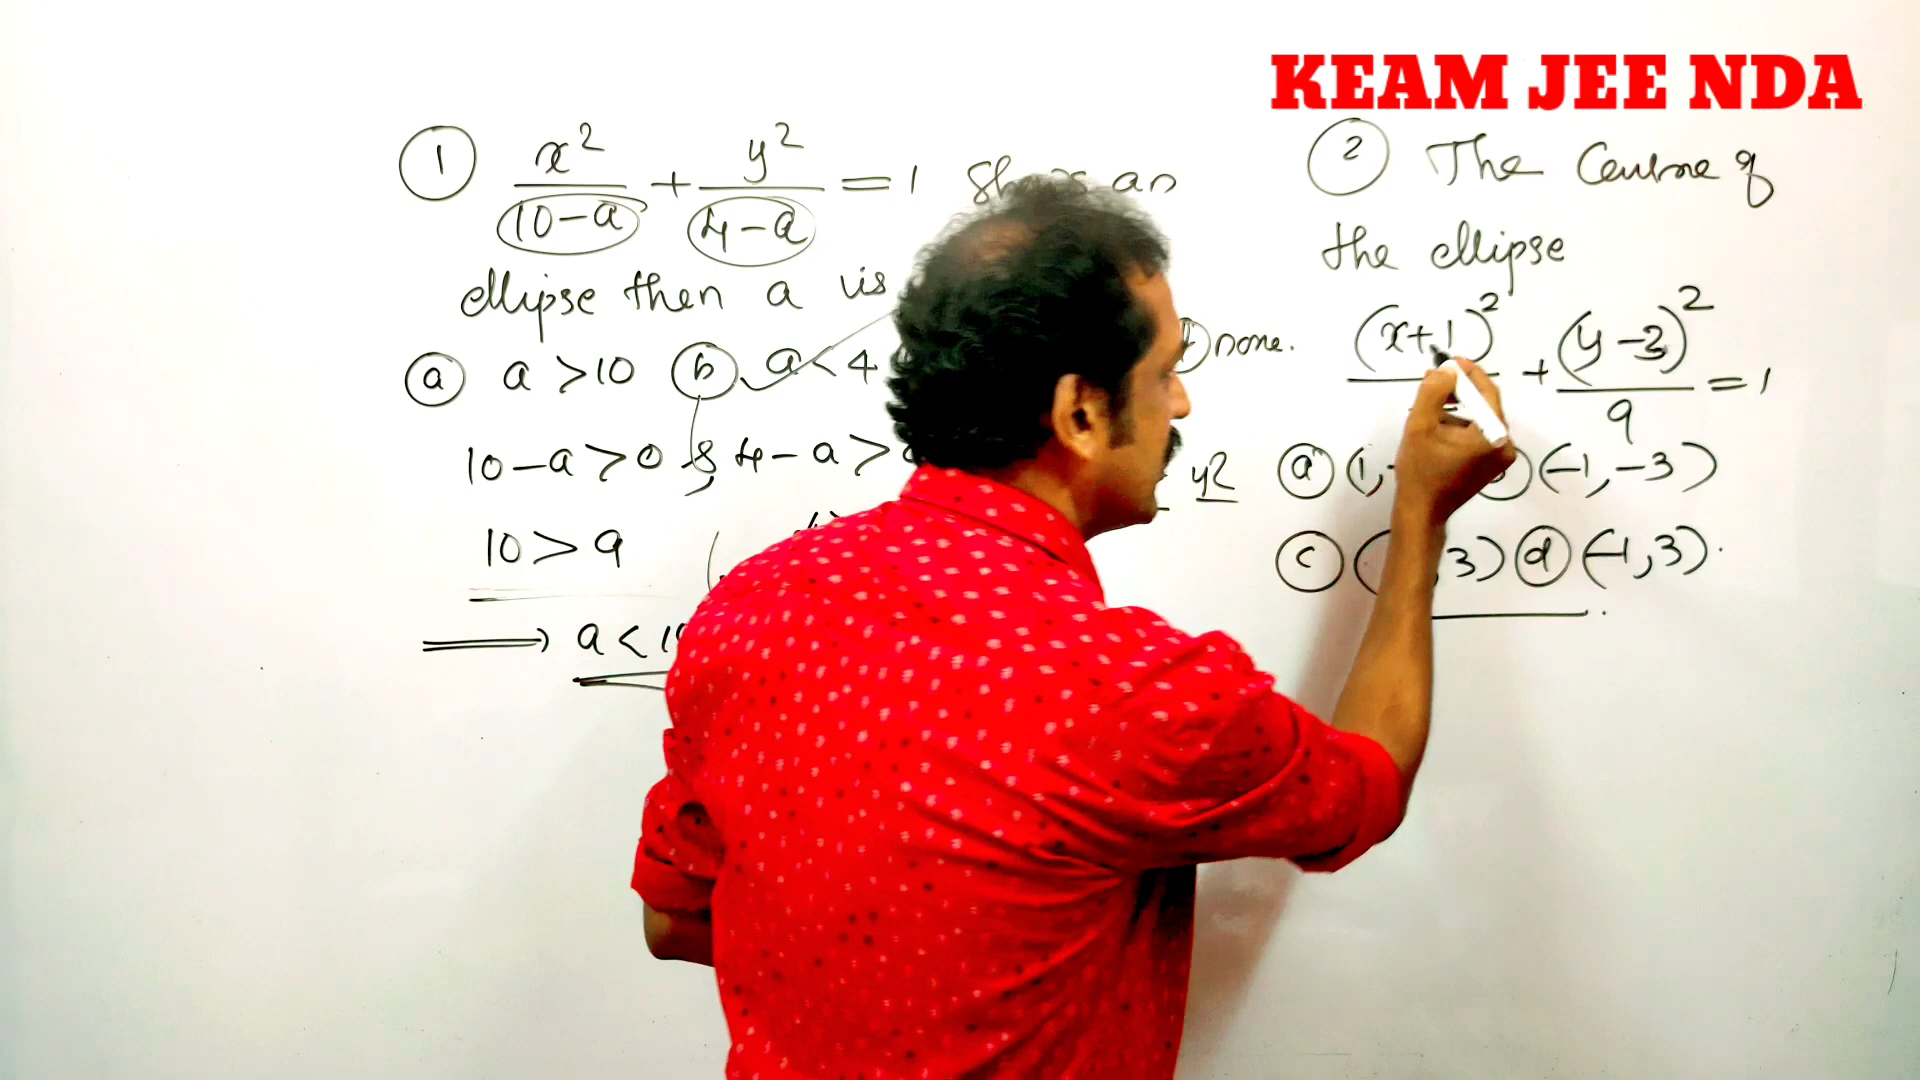 KEAM JEE NDA
① x²/(10-a) + y²/(4-a) = 1 an
ellipse then a is
ⓐ a > 10 ⓑ a < 4 none.
10-a > 0 & 4-a >
10 > a
⟹ a < 10
y2
② The Centre of
the ellipse
(x+1)² + (y-3)²/9 = 1
ⓐ (1,- (-1,-3)
ⓒ ( ,3) ⓓ (-1,3).